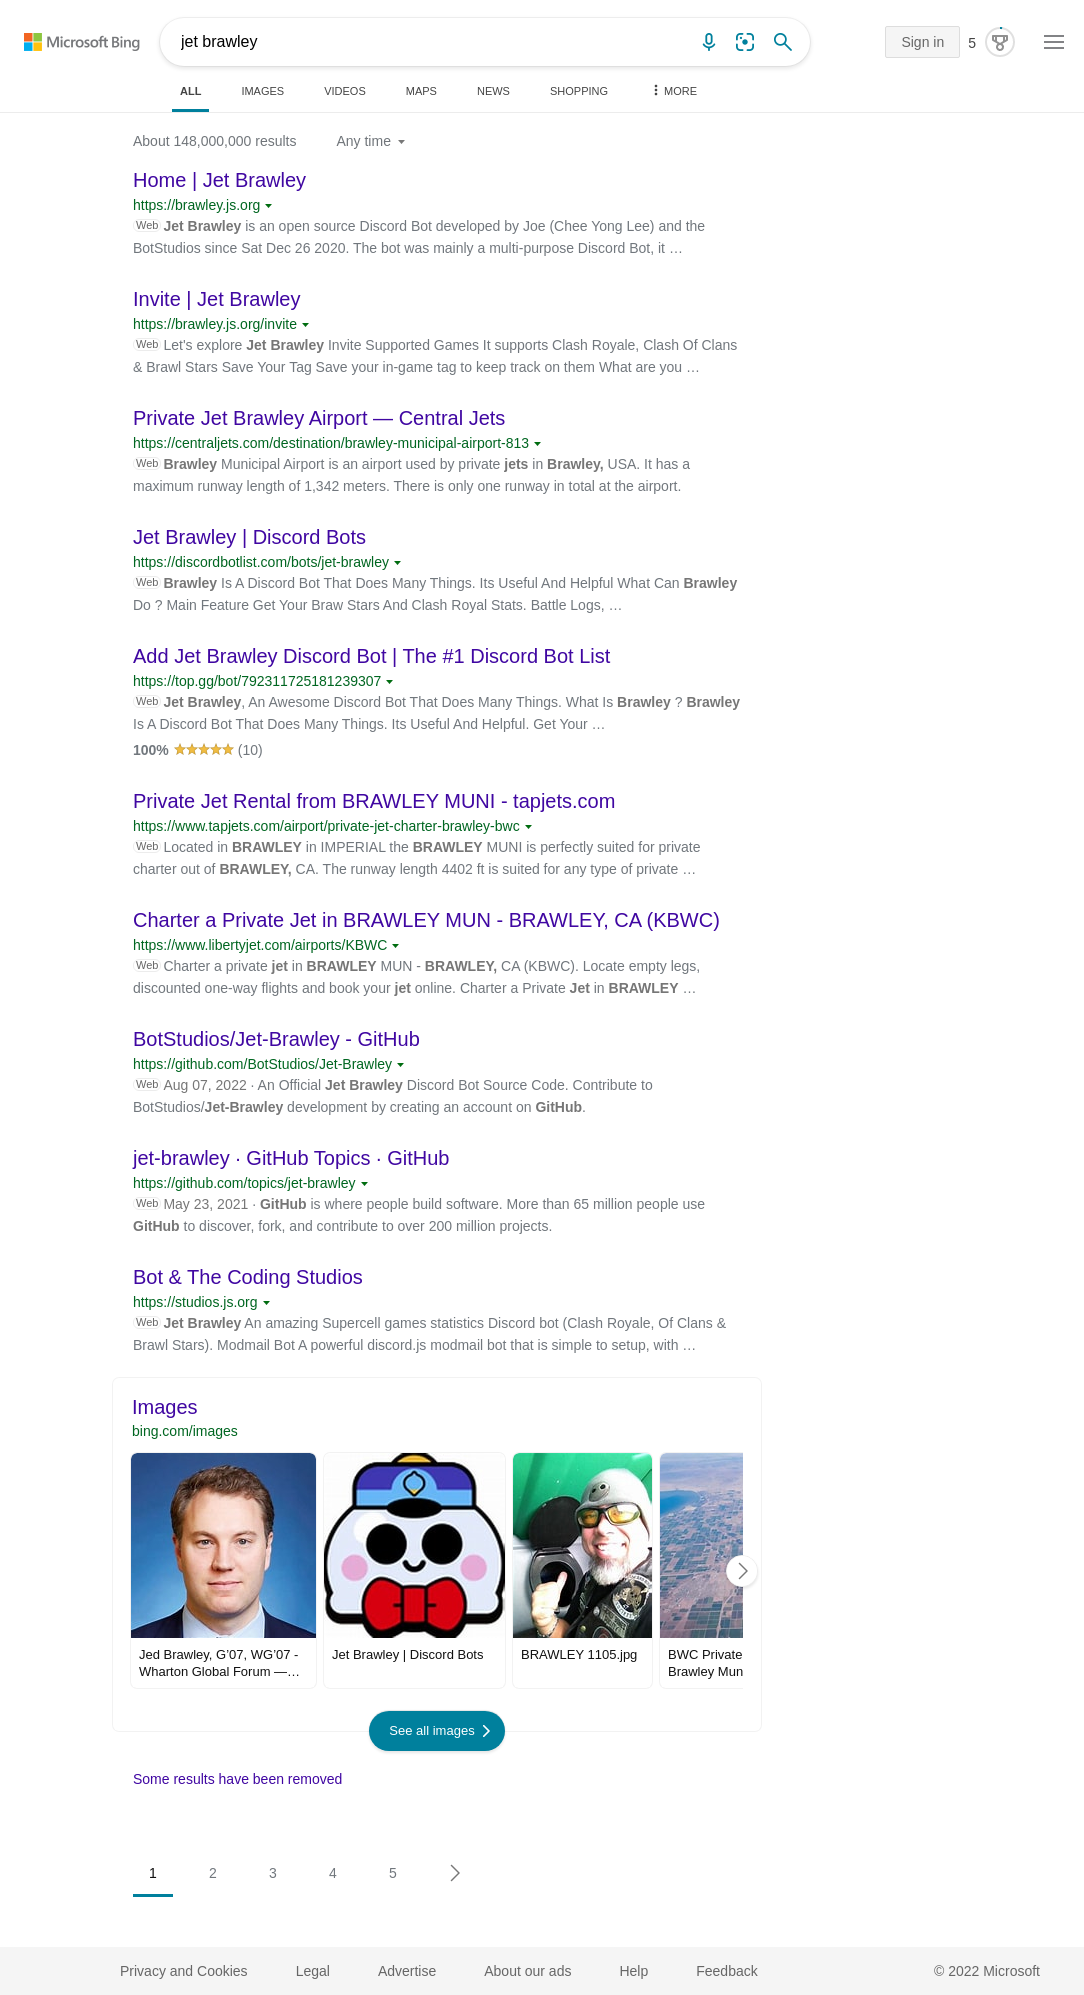 Microsoft Bing
jet brawley
Sign in
5
ALL IMAGES VIDEOS MAPS NEWS SHOPPING MORE
About 148,000,000 results Any time
Home | Jet Brawley
https://brawley.js.org
Web Jet Brawley is an open source Discord Bot developed by Joe (Chee Yong Lee) and the
BotStudios since Sat Dec 26 2020. The bot was mainly a multi-purpose Discord Bot, it …
Invite | Jet Brawley
https://brawley.js.org/invite
Web Let's explore Jet Brawley Invite Supported Games It supports Clash Royale, Clash Of Clans
& Brawl Stars Save Your Tag Save your in-game tag to keep track on them What are you …
Private Jet Brawley Airport — Central Jets
https://centraljets.com/destination/brawley-municipal-airport-813
Web Brawley Municipal Airport is an airport used by private jets in Brawley, USA. It has a
maximum runway length of 1,342 meters. There is only one runway in total at the airport.
Jet Brawley | Discord Bots
https://discordbotlist.com/bots/jet-brawley
Web Brawley Is A Discord Bot That Does Many Things. Its Useful And Helpful What Can Brawley
Do ? Main Feature Get Your Braw Stars And Clash Royal Stats. Battle Logs, …
Add Jet Brawley Discord Bot | The #1 Discord Bot List
https://top.gg/bot/792311725181239307
Web Jet Brawley, An Awesome Discord Bot That Does Many Things. What Is Brawley ? Brawley
Is A Discord Bot That Does Many Things. Its Useful And Helpful. Get Your …
100% (10)
Private Jet Rental from BRAWLEY MUNI - tapjets.com
https://www.tapjets.com/airport/private-jet-charter-brawley-bwc
Web Located in BRAWLEY in IMPERIAL the BRAWLEY MUNI is perfectly suited for private
charter out of BRAWLEY, CA. The runway length 4402 ft is suited for any type of private …
Charter a Private Jet in BRAWLEY MUN - BRAWLEY, CA (KBWC)
https://www.libertyjet.com/airports/KBWC
Web Charter a private jet in BRAWLEY MUN - BRAWLEY, CA (KBWC). Locate empty legs,
discounted one-way flights and book your jet online. Charter a Private Jet in BRAWLEY …
BotStudios/Jet-Brawley - GitHub
https://github.com/BotStudios/Jet-Brawley
Web Aug 07, 2022 · An Official Jet Brawley Discord Bot Source Code. Contribute to
BotStudios/Jet-Brawley development by creating an account on GitHub.
jet-brawley · GitHub Topics · GitHub
https://github.com/topics/jet-brawley
Web May 23, 2021 · GitHub is where people build software. More than 65 million people use
GitHub to discover, fork, and contribute to over 200 million projects.
Bot & The Coding Studios
https://studios.js.org
Web Jet Brawley An amazing Supercell games statistics Discord bot (Clash Royale, Of Clans &
Brawl Stars). Modmail Bot A powerful discord.js modmail bot that is simple to setup, with …
Images
bing.com/images
Jed Brawley, G’07, WG’07 -
Wharton Global Forum —…
Jet Brawley | Discord Bots
BRAWLEY 1105.jpg
BWC Private
Brawley Mun
See all images
Some results have been removed
1 2 3 4 5
Privacy and Cookies Legal Advertise About our ads Help Feedback © 2022 Microsoft